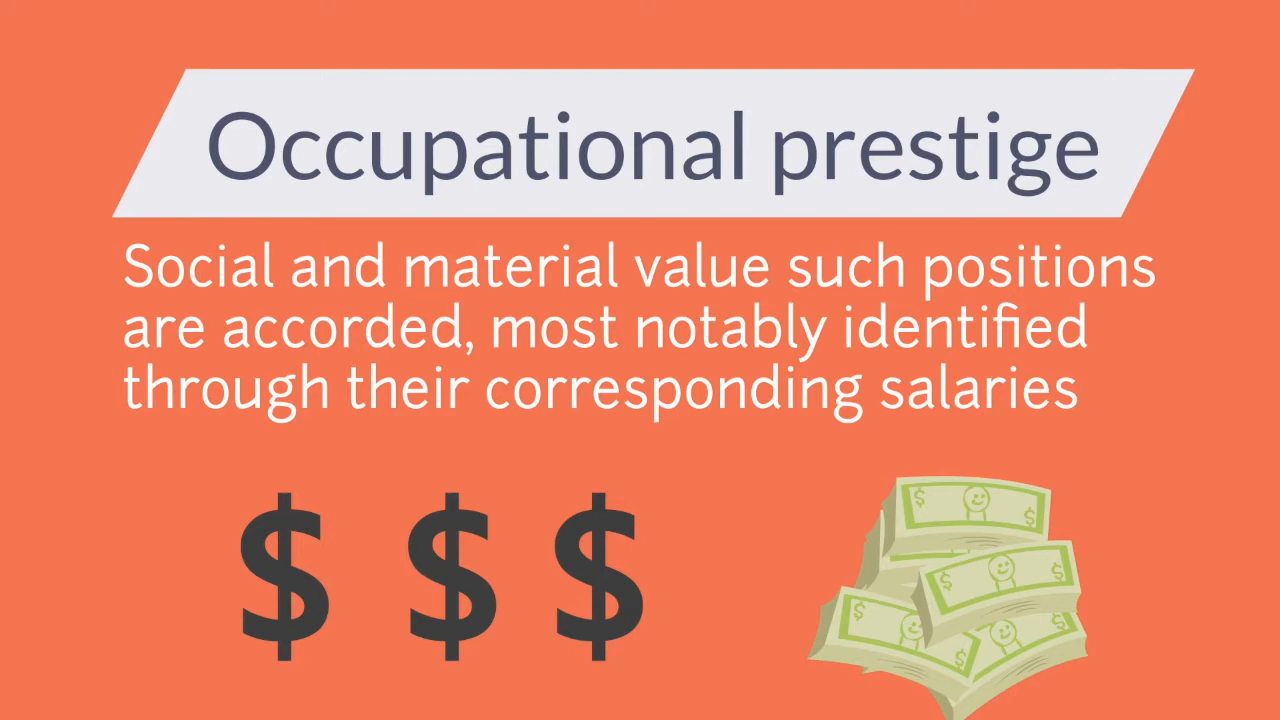 Occupational prestige
Social and material value such positions
are accorded, most notably identified
through their corresponding salaries
$ $ $